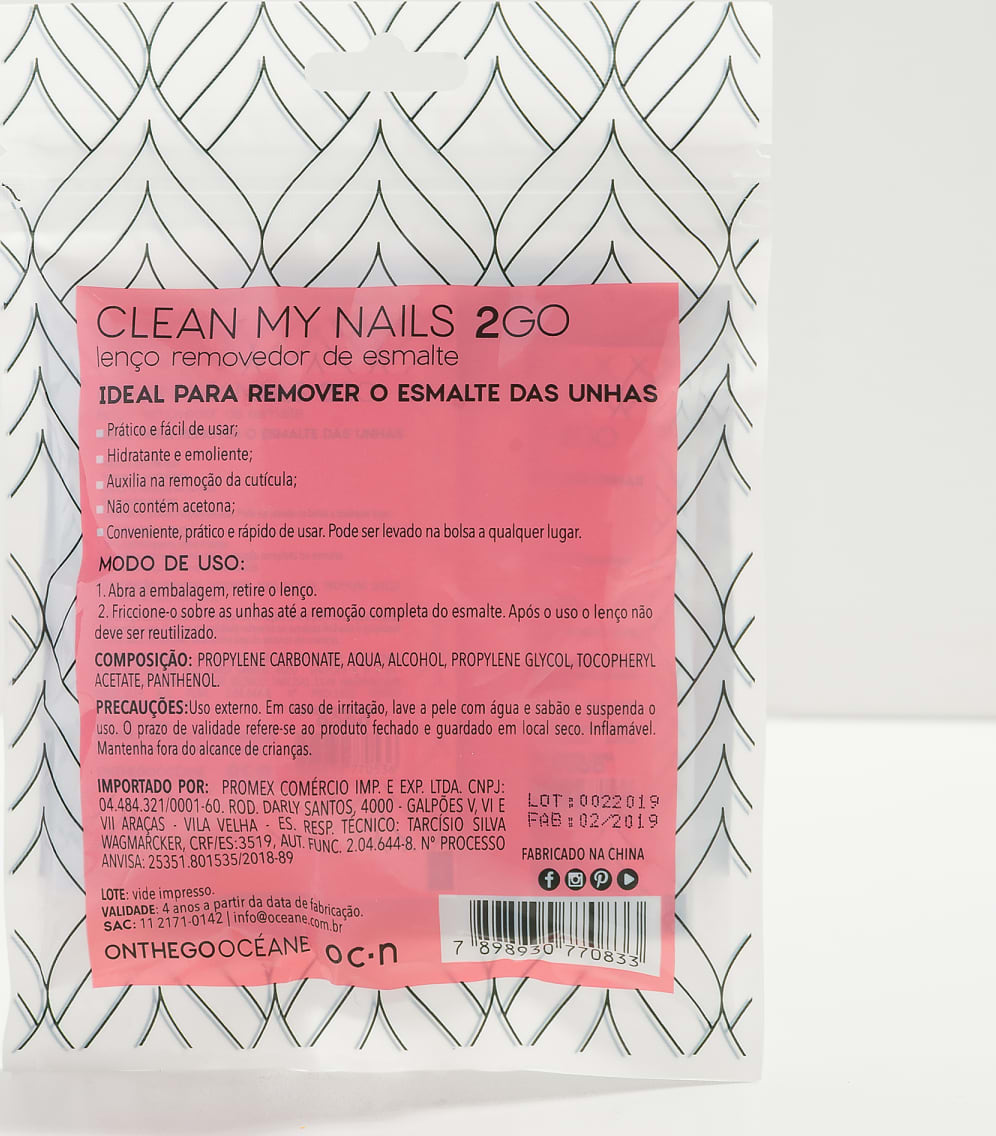 CLEAN MY NAILS 2GO
lenço removedor de esmalte
IDEAL PARA REMOVER O ESMALTE DAS UNHAS
Prático e fácil de usar;
Hidratante e emoliente;
Auxilia na remoção da cutícula;
Não contém acetona;
Conveniente, prático e rápido de usar. Pode ser levado na bolsa a qualquer lugar.
MODO DE USO:
1. Abra a embalagem, retire o lenço.
2. Friccione-o sobre as unhas até a remoção completa do esmalte. Após o uso o lenço não
deve ser reutilizado.
COMPOSIÇÃO: PROPYLENE CARBONATE, AQUA, ALCOHOL, PROPYLENE GLYCOL, TOCOPHERYL
ACETATE, PANTHENOL.
PRECAUÇÕES:Uso externo. Em caso de irritação, lave a pele com água e sabão e suspenda o
uso. O prazo de validade refere-se ao produto fechado e guardado em local seco. Inflamável.
Mantenha fora do alcance de crianças.
IMPORTADO POR: PROMEX COMÉRCIO IMP. E EXP. LTDA. CNPJ:
04.484.321/0001-60. ROD. DARLY SANTOS, 4000 - GALPÕES V, VI E
VII ARAÇAS - VILA VELHA - ES. RESP. TÉCNICO: TARCÍSIO SILVA
WAGMARCKER, CRF/ES:3519, AUT. FUNC. 2.04.644-8. Nº PROCESSO
ANVISA: 25351.801535/2018-89
LOT:0022019
FAB:02/2019
FABRICADO NA CHINA
LOTE: vide impresso.
VALIDADE: 4 anos a partir da data de fabricação.
SAC: 11 2171-0142 | info@oceane.com.br
ONTHEGOOCÉANE oc·n
7 898930 770833